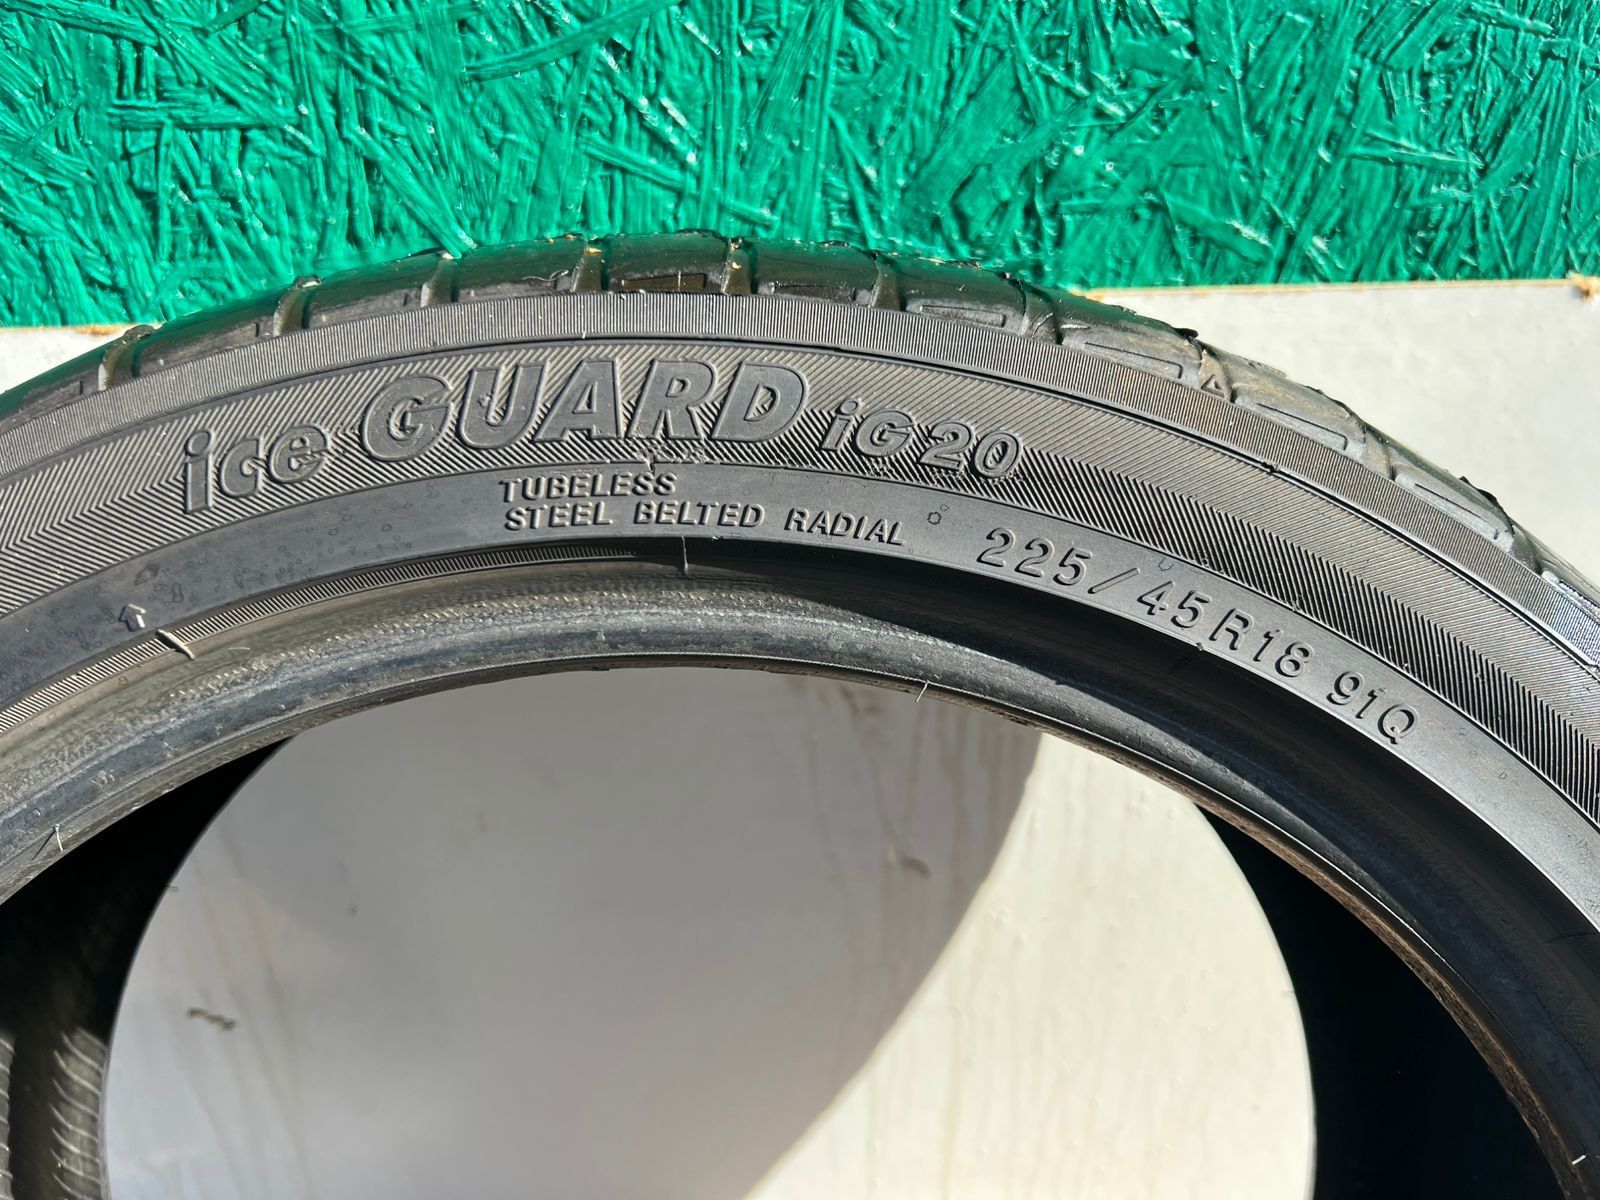 ice GUARD iG20
TUBELESS
STEEL BELTED RADIAL
225/45R18 91Q